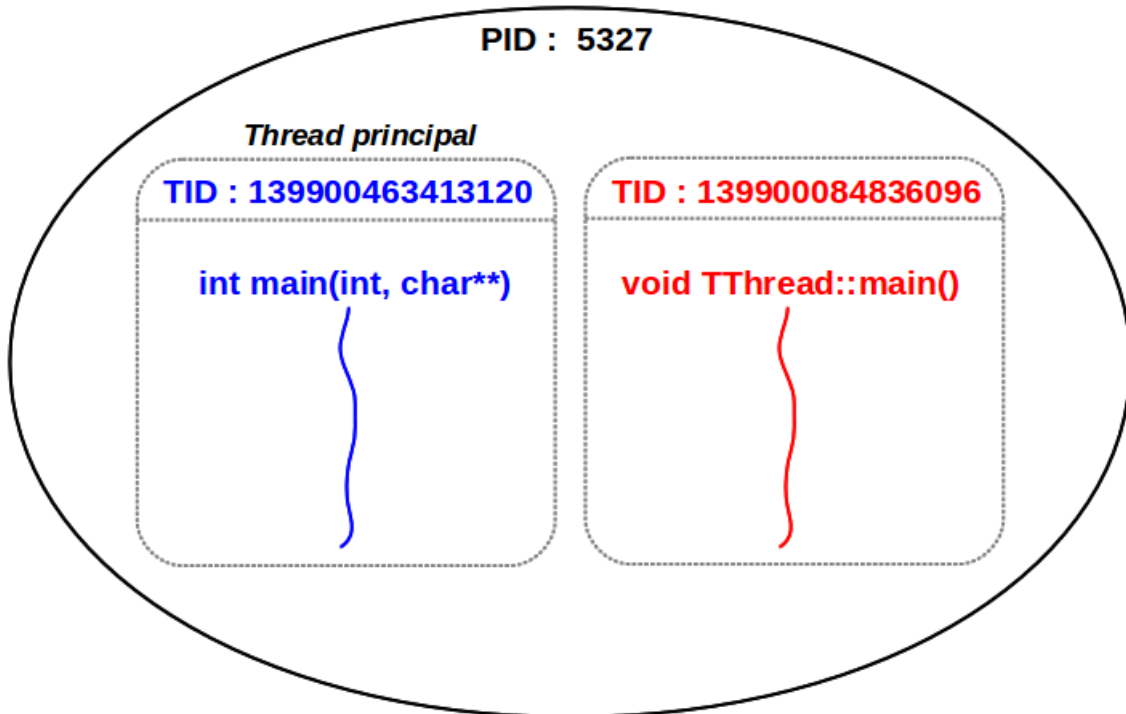 PID :  5327
Thread principal
TID : 139900463413120
TID : 139900084836096
int main(int, char**)
void TThread::main()